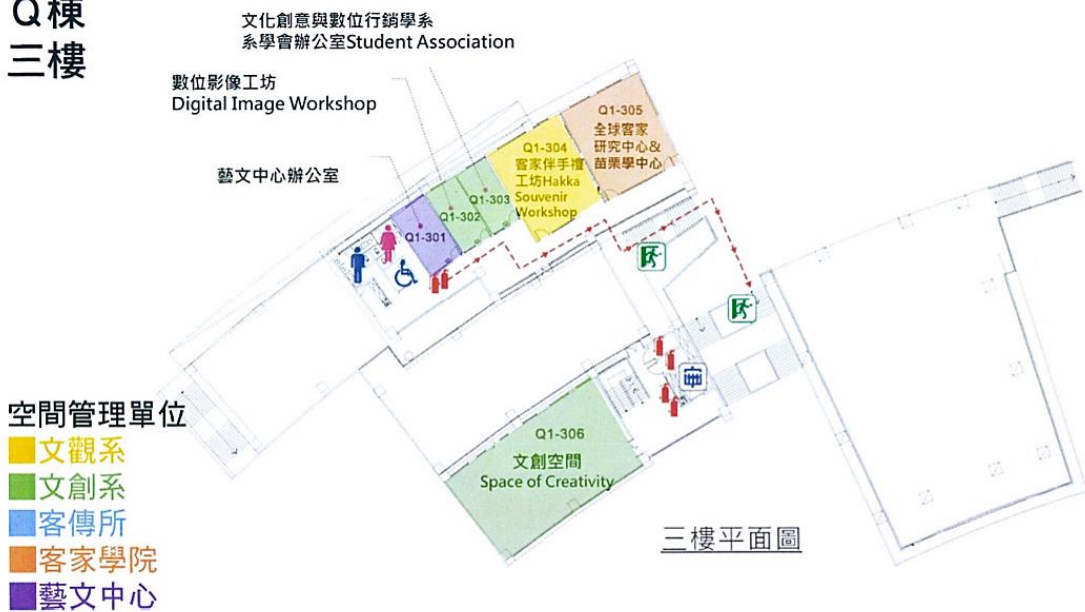 Q棟
三樓
文化創意與數位行銷學系
系學會辦公室Student Association
數位影像工坊
Digital Image Workshop
藝文中心辦公室
Q1-305
全球客家
研究中心&
苗栗學中心
Q1-304
客家伴手禮
工坊Hakka
Souvenir
Workshop
Q1-303
Q1-302
Q1-301
Q1-306
文創空間
Space of Creativity
三樓平面圖
空間管理單位
文觀系
文創系
客傳所
客家學院
藝文中心